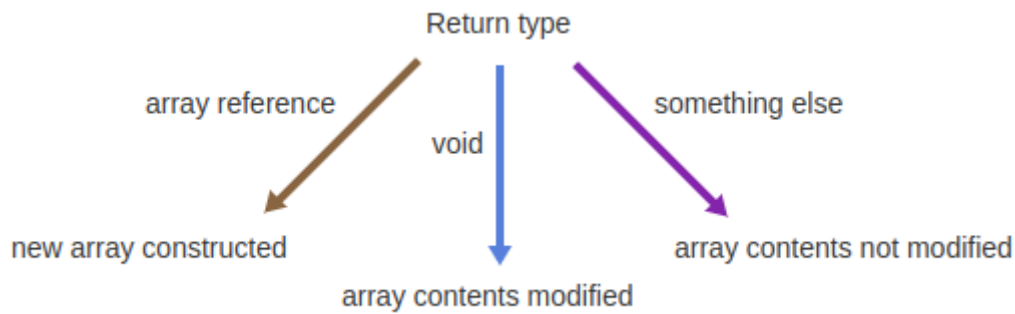 Return type
array reference
something else
void
new array constructed
array contents not modified
array contents modified